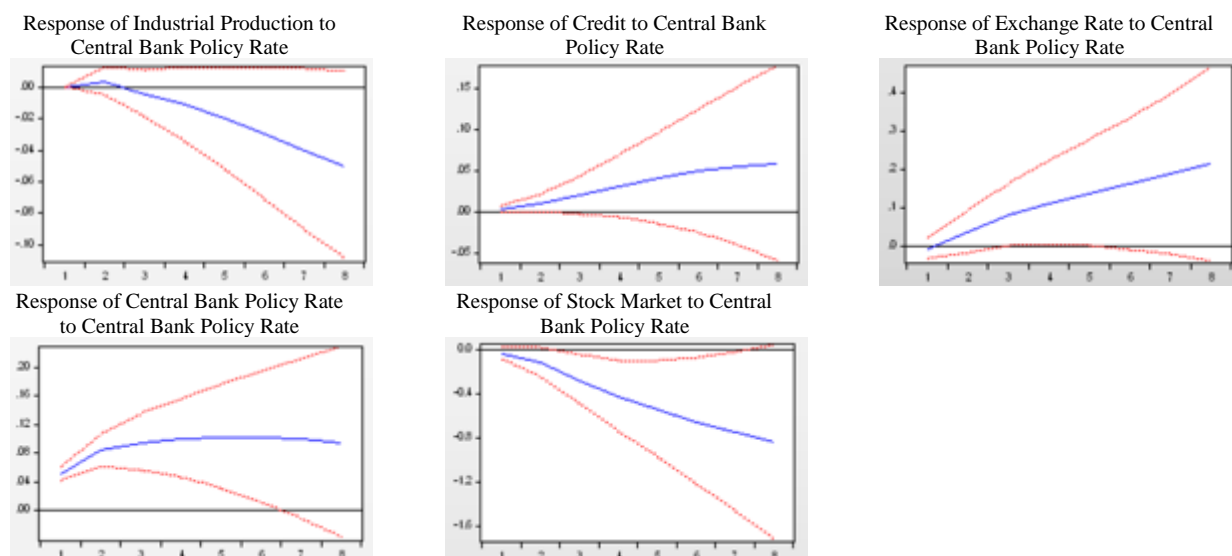 Response of Industrial Production to
Central Bank Policy Rate
Response of Credit to Central Bank
Policy Rate
Response of Exchange Rate to Central
Bank Policy Rate
.00
-.02
-.04
-.06
-.08
-.10
1 2 3 4 5 6 7 8
.15
.10
.05
.00
-.05
1 2 3 4 5 6 7 8
.4
.3
.2
.1
.0
1 2 3 4 5 6 7 8
Response of Central Bank Policy Rate
to Central Bank Policy Rate
Response of Stock Market to Central
Bank Policy Rate
.20
.16
.12
.08
.04
.00
1 2 3 4 5 6 7 8
0.0
-0.4
-0.8
-1.2
-1.6
1 2 3 4 5 6 7 8